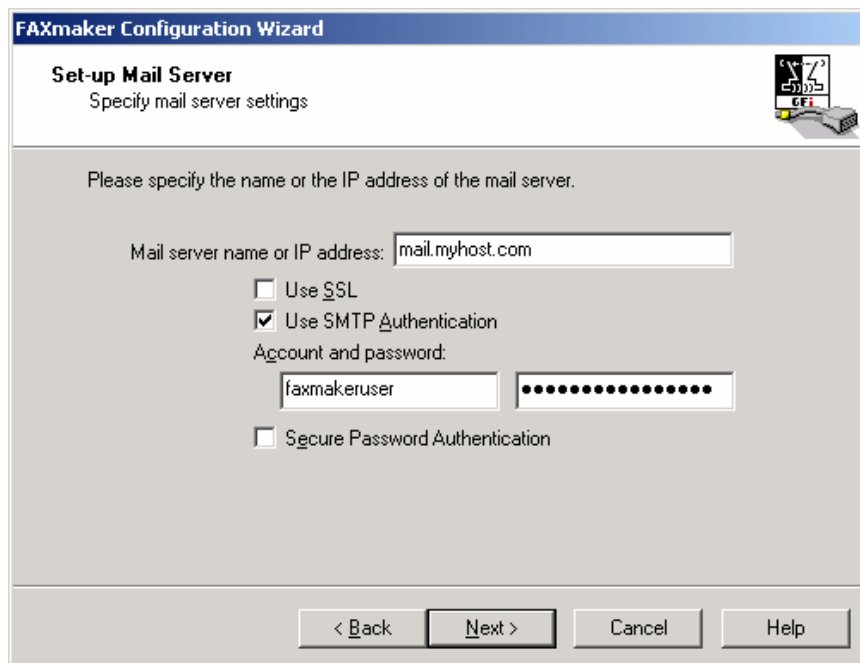 FAXmaker Configuration Wizard
Set-up Mail Server
Specify mail server settings
GFi
Please specify the name or the IP address of the mail server.
Mail server name or IP address: mail.myhost.com
Use SSL
Use SMTP Authentication
Account and password:
faxmakeruser ●●●●●●●●●●●●●●●●
Secure Password Authentication
< Back Next > Cancel Help